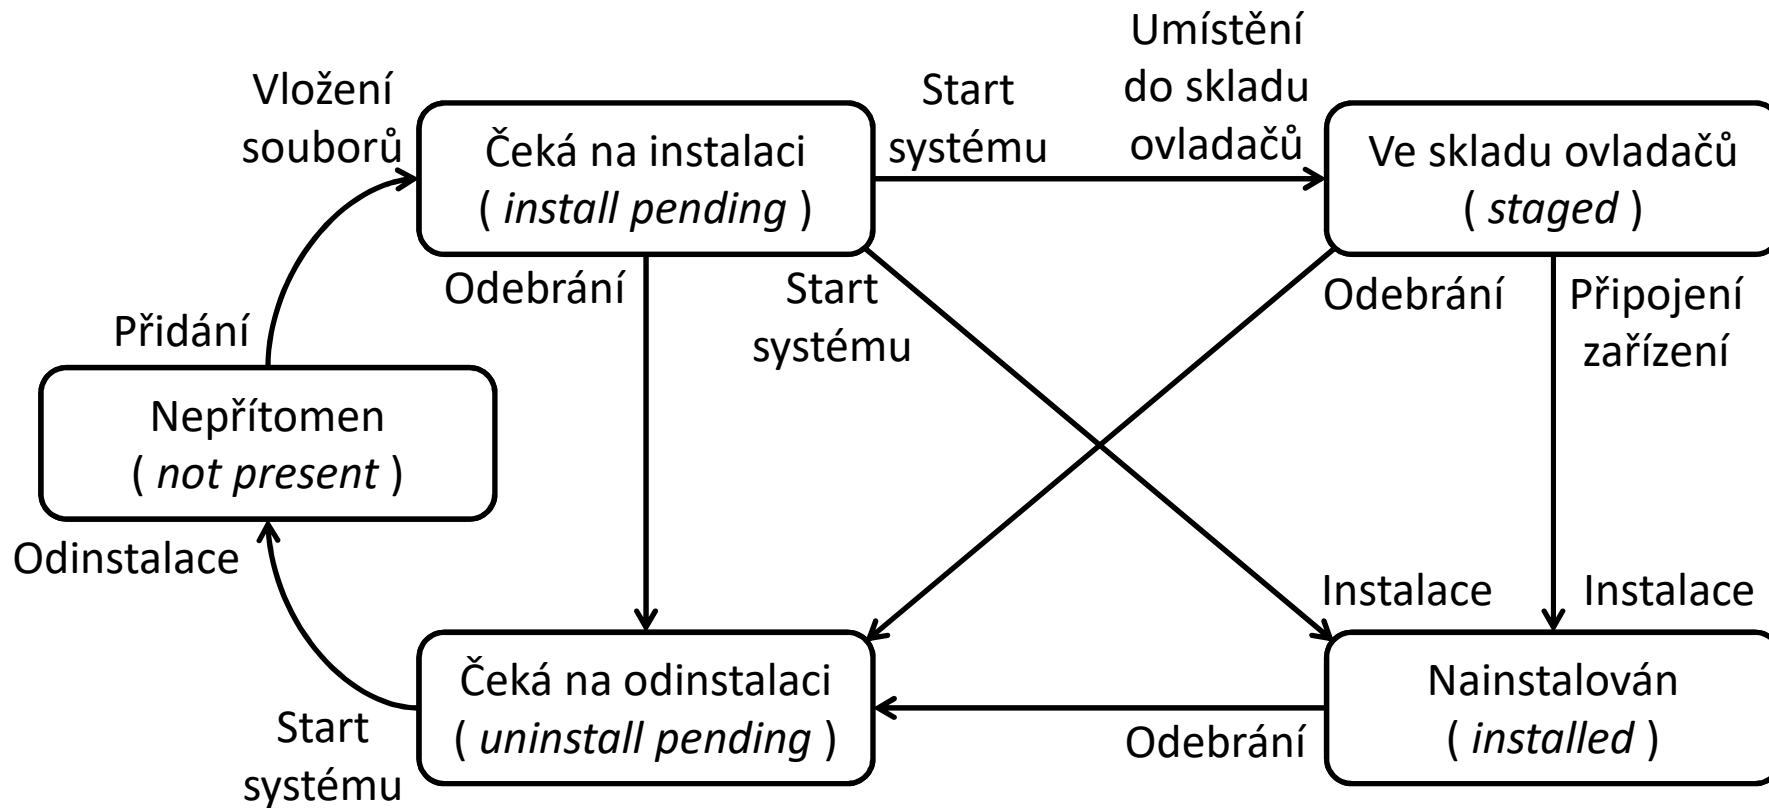 Vložení
souborů
Čeká na instalaci
( install pending )
Start
systému
Umístění
do skladu
ovladačů
Ve skladu ovladačů
( staged )
Odebrání
Start
systému
Odebrání
Připojení
zařízení
Přidání
Nepřítomen
( not present )
Odinstalace
Instalace
Instalace
Start
systému
Čeká na odinstalaci
( uninstall pending )
Odebrání
Nainstalován
( installed )